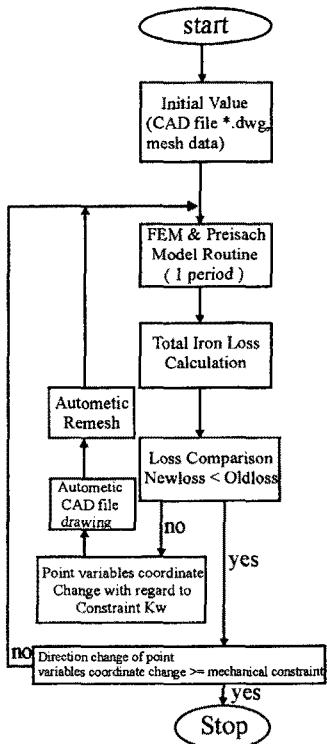 start
Initial Value
(CAD file *.dwg,
mesh data)
FEM & Preisach
Model Routine
( 1 period )
Total Iron Loss
Calculation
Autometic
Remesh
Loss Comparison
Newloss < Oldloss
Autometic
CAD file
drawing
no
yes
Point variables coordinate
Change with regard to
Constraint Kw
no
Direction change of point
variables coordinate change >= mechanical constraint
yes
Stop